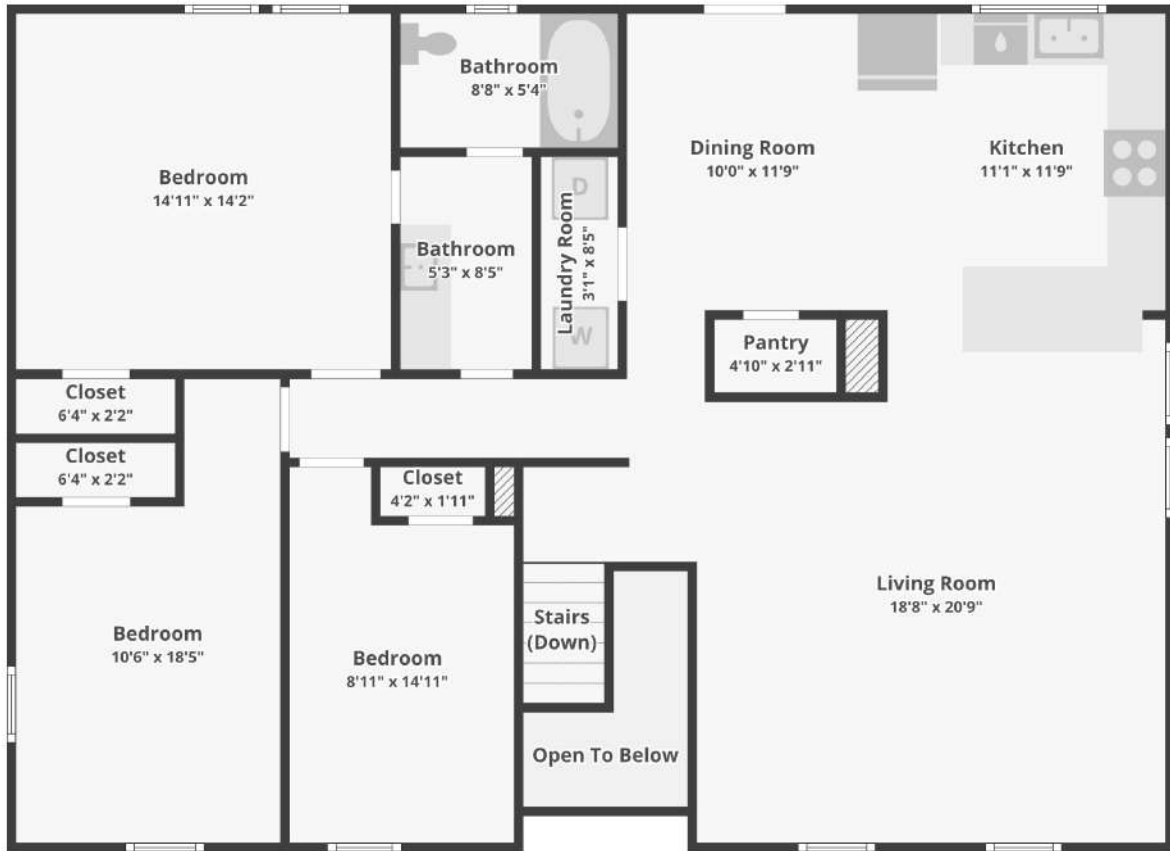 Bathroom
8'8" x 5'4"
Bedroom
14'11" x 14'2"
Dining Room
10'0" x 11'9"
Kitchen
11'1" x 11'9"
D
Laundry Room
3'1" x 8'5"
W
Bathroom
5'3" x 8'5"
Pantry
4'10" x 2'11"
Closet
6'4" x 2'2"
Closet
6'4" x 2'2"
Closet
4'2" x 1'11"
Living Room
18'8" x 20'9"
Stairs
(Down)
Bedroom
10'6" x 18'5"
Bedroom
8'11" x 14'11"
Open To Below